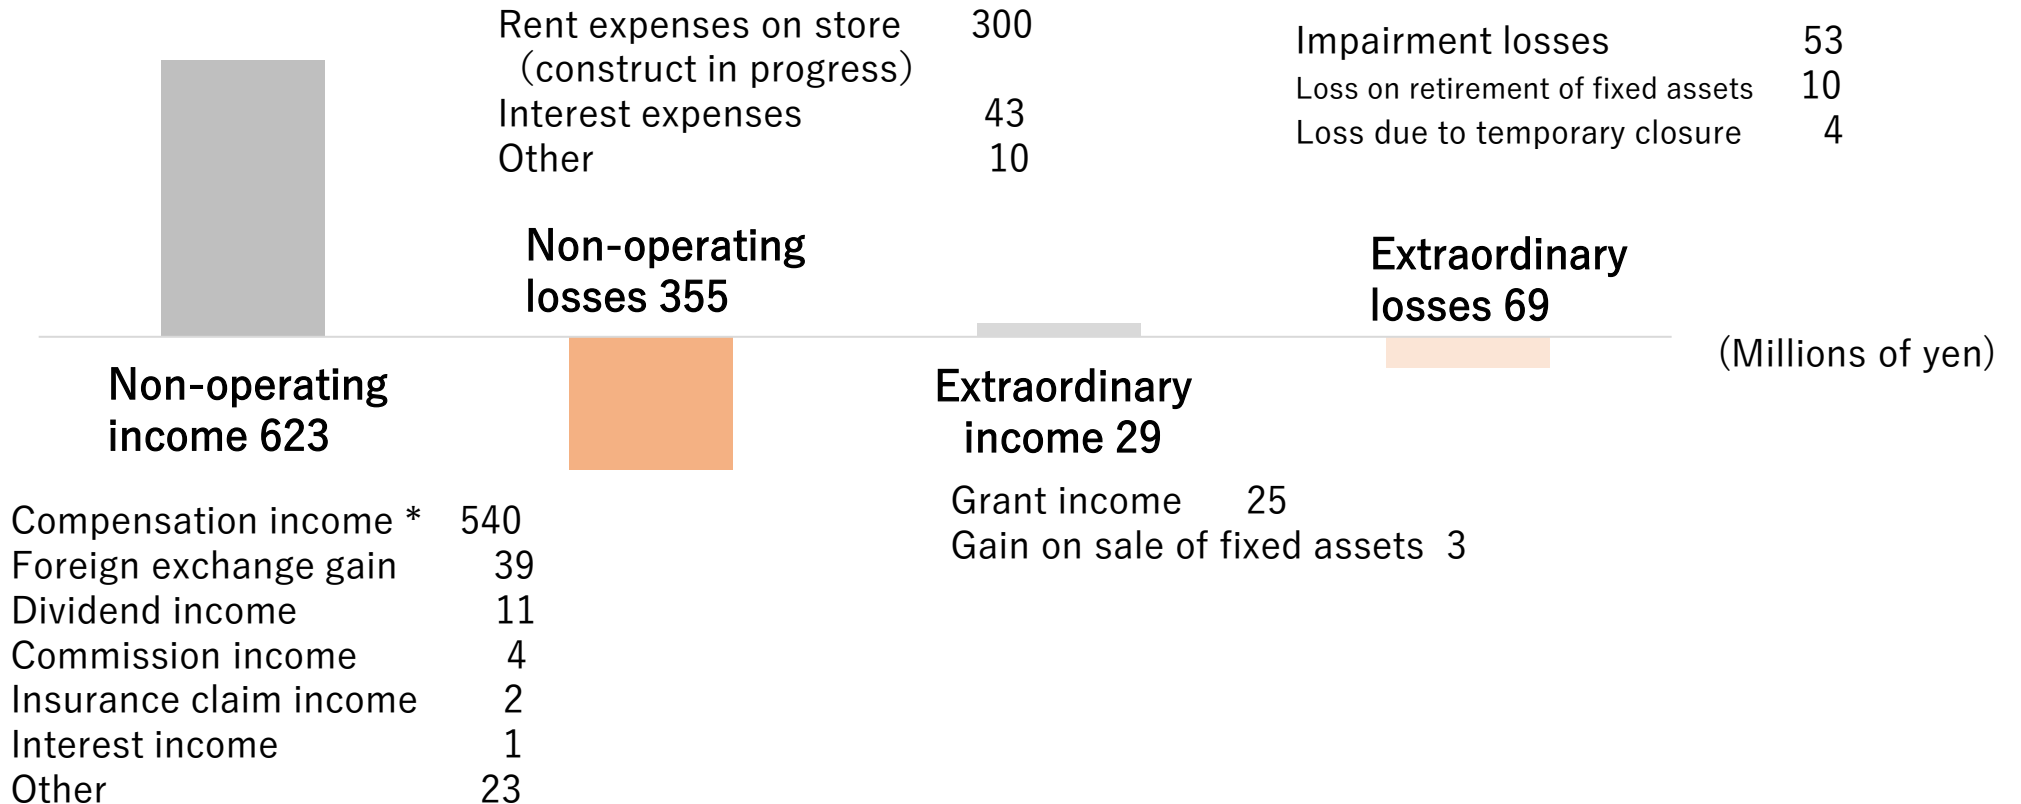 Rent expenses on store 300
（construct in progress）
Interest expenses 43
Other 10
Impairment losses 53
Loss on retirement of fixed assets 10
Loss due to temporary closure 4
Non-operating
losses 355
Extraordinary
losses 69
(Millions of yen)
Non-operating
income 623
Extraordinary
income 29
Compensation income * 540
Foreign exchange gain 39
Dividend income 11
Commission income 4
Insurance claim income 2
Interest income 1
Other 23
Grant income 25
Gain on sale of fixed assets 3